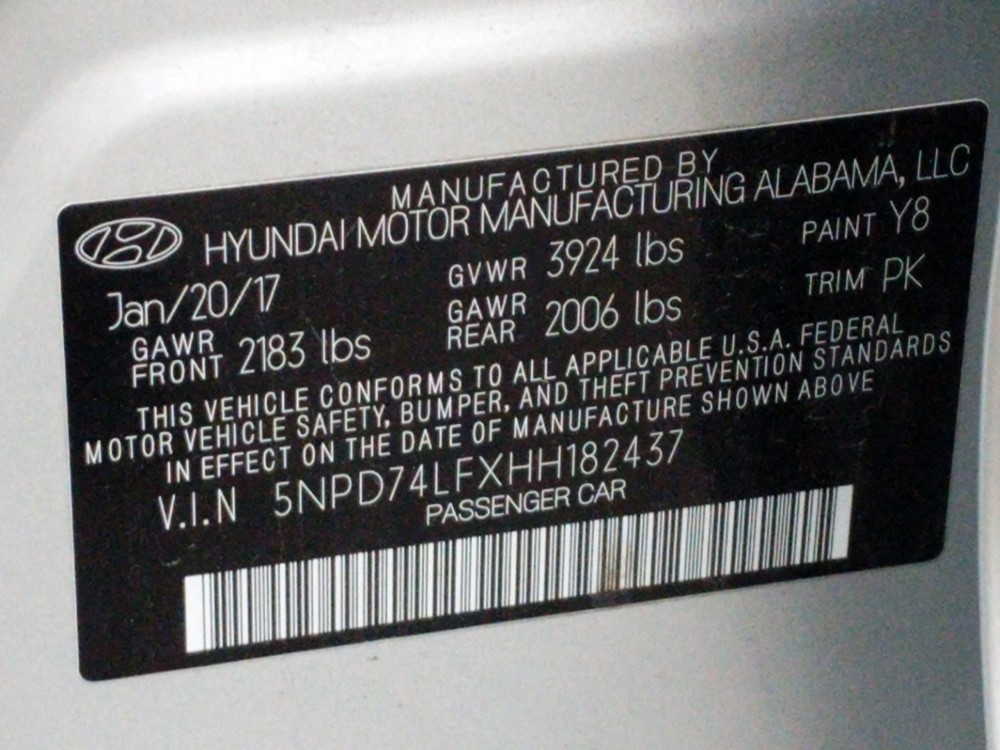 MANUFACTURED BY
HYUNDAI MOTOR MANUFACTURING ALABAMA, LLC
Jan/20/17 GVWR 3924 lbs PAINT Y8
GAWR FRONT 2183 lbs GAWR REAR 2006 lbs TRIM PK
THIS VEHICLE CONFORMS TO ALL APPLICABLE U.S.A. FEDERAL
MOTOR VEHICLE SAFETY, BUMPER, AND THEFT PREVENTION STANDARDS
IN EFFECT ON THE DATE OF MANUFACTURE SHOWN ABOVE
V.I.N 5NPD74LFXHH182437
PASSENGER CAR